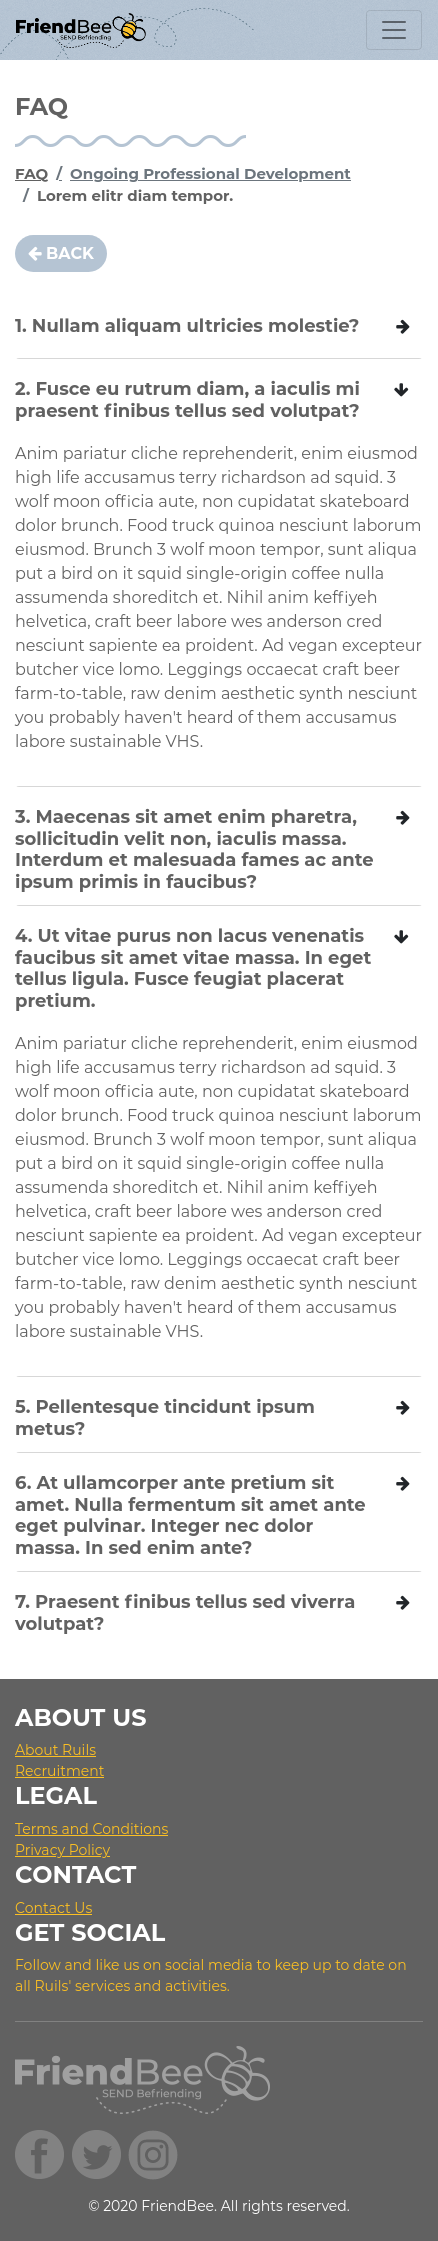 FriendBee
SEND Befriending
FAQ
FAQ / Ongoing Professional Development
/ Lorem elitr diam tempor.
BACK
1. Nullam aliquam ultricies molestie?
2. Fusce eu rutrum diam, a iaculis mi
praesent finibus tellus sed volutpat?
Anim pariatur cliche reprehenderit, enim eiusmod
high life accusamus terry richardson ad squid. 3
wolf moon officia aute, non cupidatat skateboard
dolor brunch. Food truck quinoa nesciunt laborum
eiusmod. Brunch 3 wolf moon tempor, sunt aliqua
put a bird on it squid single-origin coffee nulla
assumenda shoreditch et. Nihil anim keffiyeh
helvetica, craft beer labore wes anderson cred
nesciunt sapiente ea proident. Ad vegan excepteur
butcher vice lomo. Leggings occaecat craft beer
farm-to-table, raw denim aesthetic synth nesciunt
you probably haven't heard of them accusamus
labore sustainable VHS.
3. Maecenas sit amet enim pharetra,
sollicitudin velit non, iaculis massa.
Interdum et malesuada fames ac ante
ipsum primis in faucibus?
4. Ut vitae purus non lacus venenatis
faucibus sit amet vitae massa. In eget
tellus ligula. Fusce feugiat placerat
pretium.
Anim pariatur cliche reprehenderit, enim eiusmod
high life accusamus terry richardson ad squid. 3
wolf moon officia aute, non cupidatat skateboard
dolor brunch. Food truck quinoa nesciunt laborum
eiusmod. Brunch 3 wolf moon tempor, sunt aliqua
put a bird on it squid single-origin coffee nulla
assumenda shoreditch et. Nihil anim keffiyeh
helvetica, craft beer labore wes anderson cred
nesciunt sapiente ea proident. Ad vegan excepteur
butcher vice lomo. Leggings occaecat craft beer
farm-to-table, raw denim aesthetic synth nesciunt
you probably haven't heard of them accusamus
labore sustainable VHS.
5. Pellentesque tincidunt ipsum
metus?
6. At ullamcorper ante pretium sit
amet. Nulla fermentum sit amet ante
eget pulvinar. Integer nec dolor
massa. In sed enim ante?
7. Praesent finibus tellus sed viverra
volutpat?
ABOUT US
About Ruils
Recruitment
LEGAL
Terms and Conditions
Privacy Policy
CONTACT
Contact Us
GET SOCIAL
Follow and like us on social media to keep up to date on
all Ruils' services and activities.
FriendBee
SEND Befriending
© 2020 FriendBee. All rights reserved.